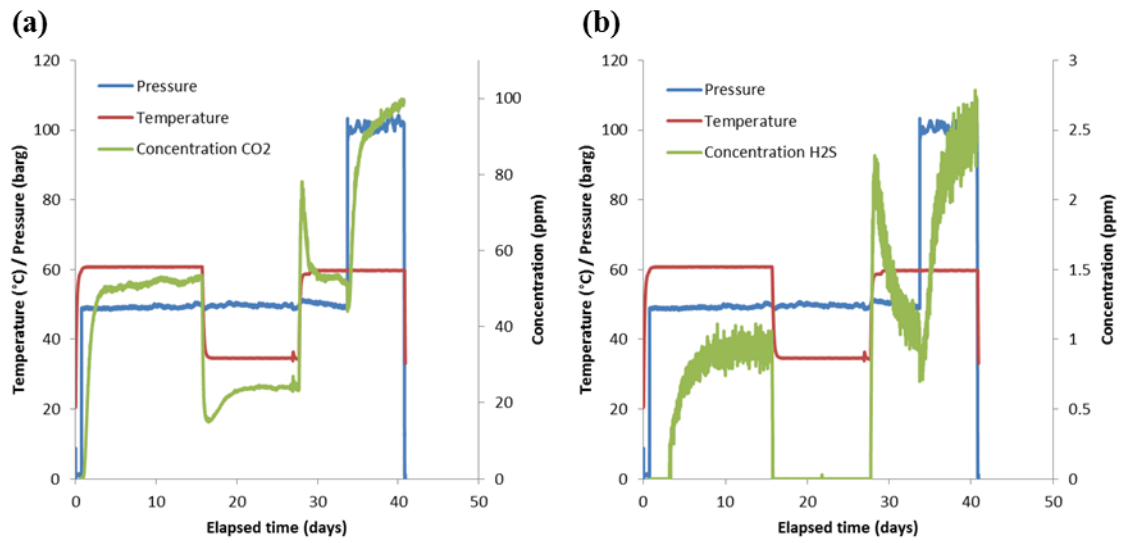 (a)
120
100
80
60
40
20
0
Temperature (°C) / Pressure (barg)
Pressure
Temperature
Concentration CO2
100
80
60
40
20
0
Concentration (ppm)
0 10 20 30 40 50
Elapsed time (days)
(b)
120
100
80
60
40
20
0
Temperature (°C) / Pressure (barg)
Pressure
Temperature
Concentration H2S
3
2.5
2
1.5
1
0.5
0
Concentration (ppm)
0 10 20 30 40 50
Elapsed time (days)